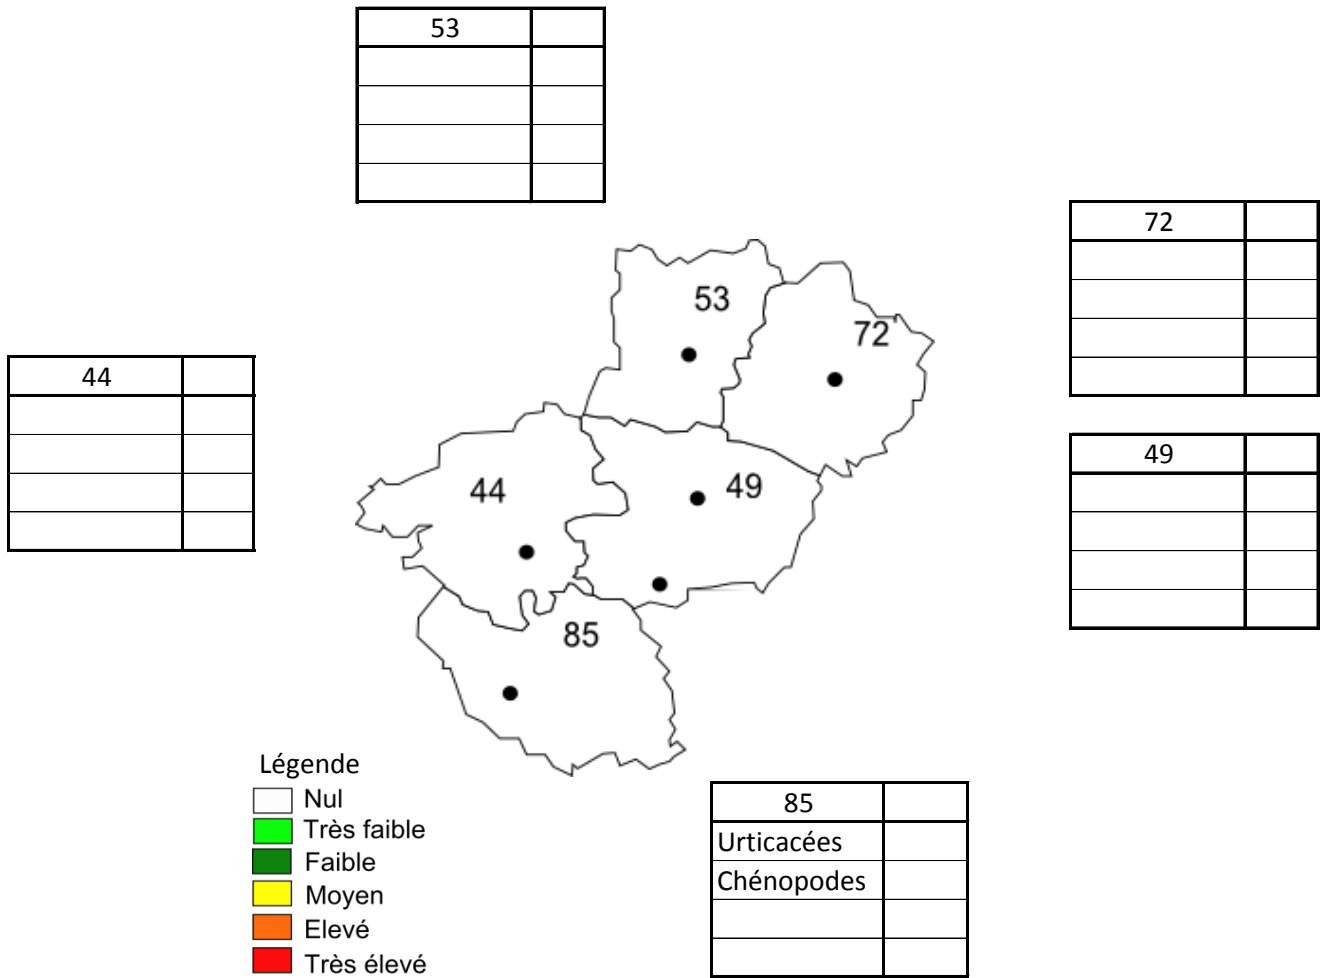 53
72
53
72
44
49
44
49
85
Légende
Nul
Très faible
Faible
Moyen
Elevé
Très élevé
85
Urticacées
Chénopodes